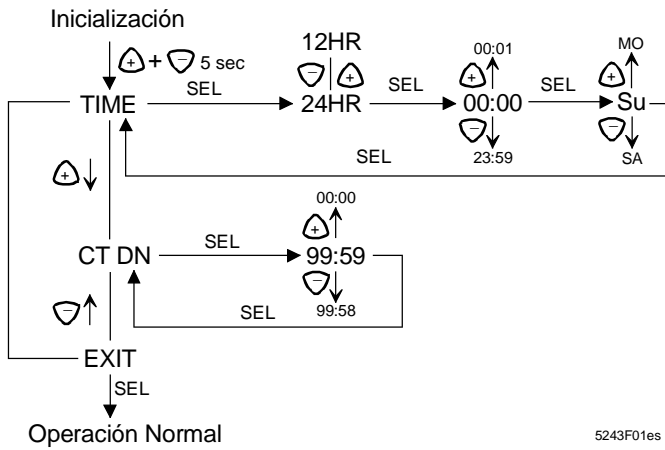 Inicialización
+ + − 5 sec
12HR
− +
00:01
MO
TIME SEL 24HR SEL 00:00 SEL Su
+ +
− −
23:59
SA
SEL
+
00:00
CT DN SEL 99:59
+
−
− SEL 99:58
EXIT
SEL
Operación Normal
5243F01es